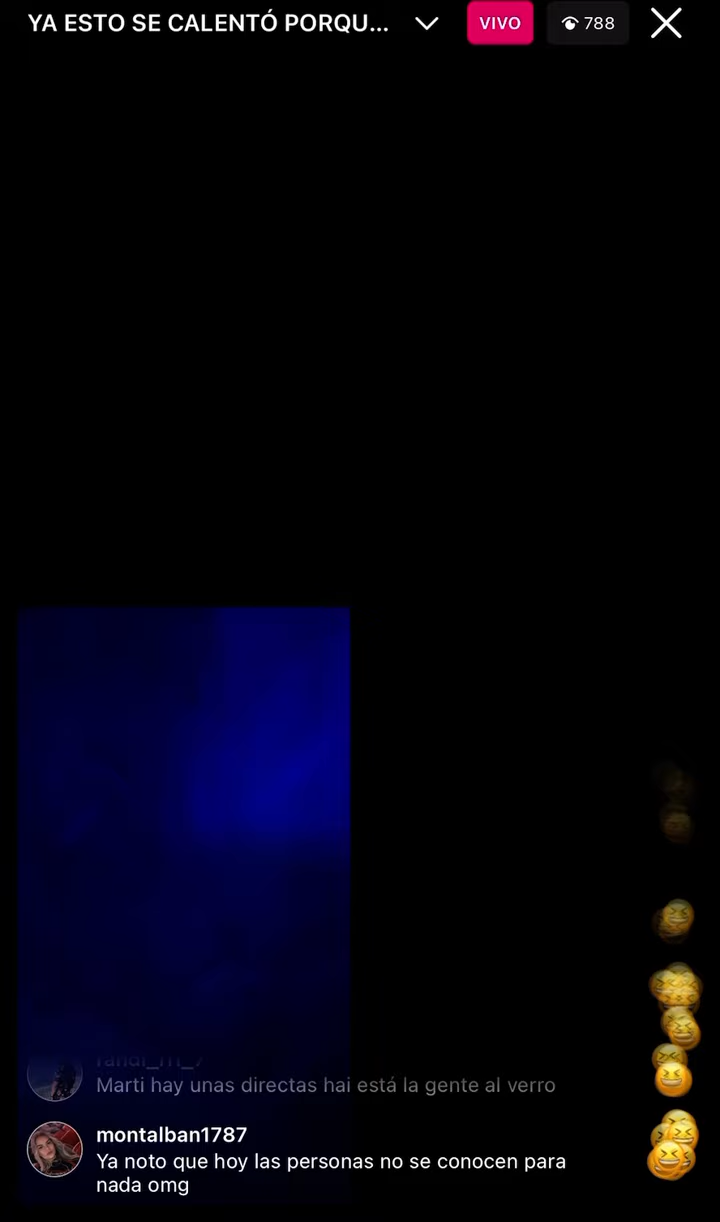 YA ESTO SE CALENTÓ PORQU...
VIVO
788
Marti hay unas directas hai está la gente al verro
montalban1787
Ya noto que hoy las personas no se conocen para
nada omg